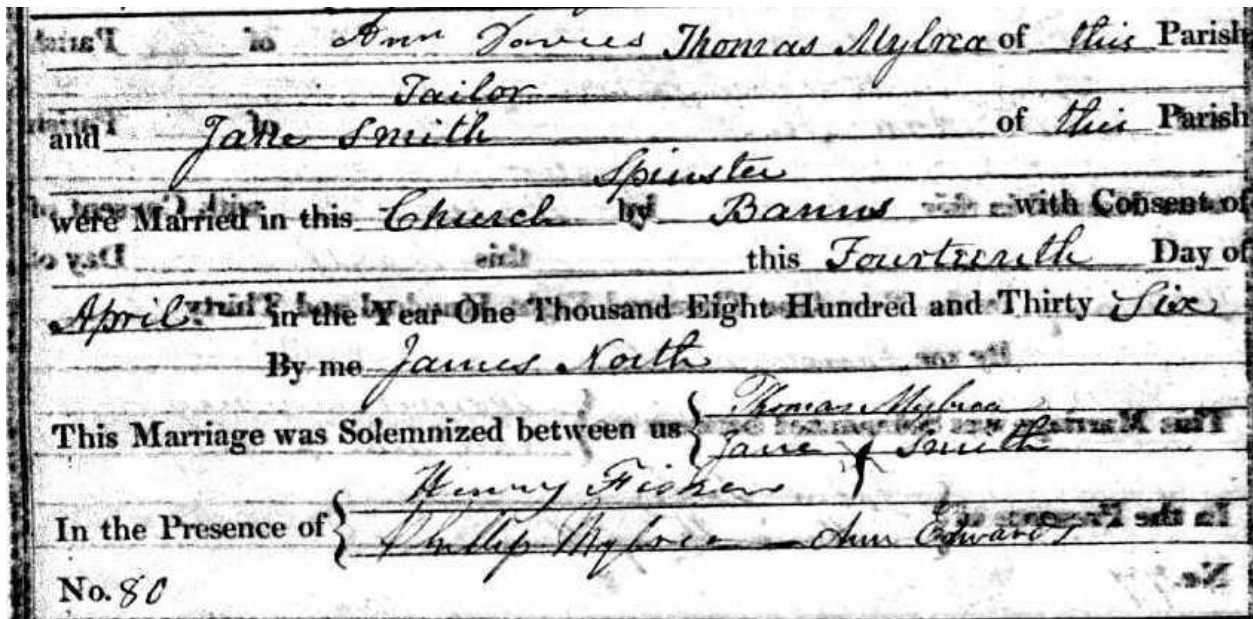 Ann Davies Thomas Mylrea of this Parish
Tailor
and Jane Smith of this Parish
Spinster
were Married in this Church by Banns with Consent of
this Fourteenth Day of
April in the Year One Thousand Eight Hundred and Thirty Six
By me James North
Thomas Mylrea
This Marriage was Solemnized between us
Jane Smith
Henry Fisher
In the Presence of
Phillip Mylrea Ann Edwards
No. 80